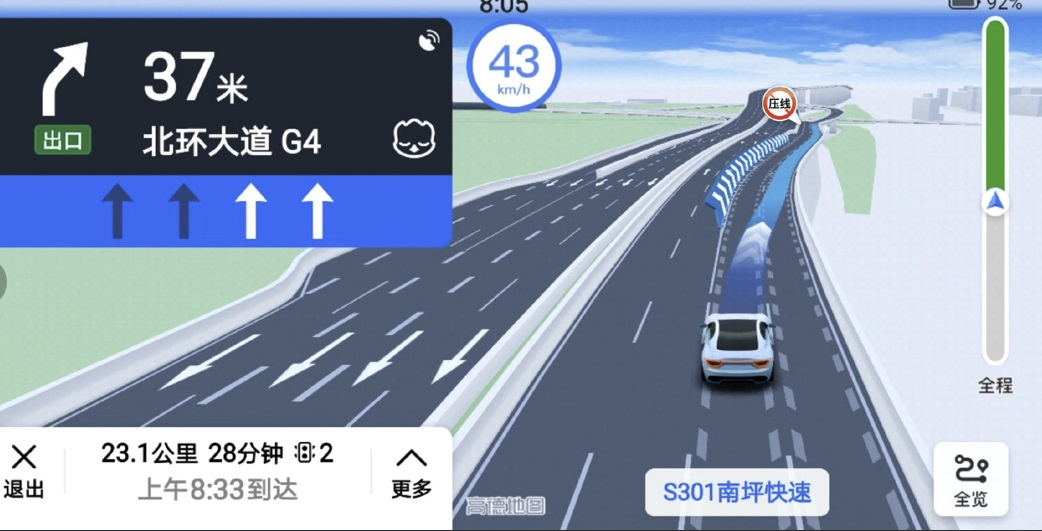 8:05
92%
37米
出口
北环大道 G4
43
km/h
压线
全程
退出
23.1公里 28分钟 2
上午8:33到达
更多
高德地图
S301南坪快速
全览